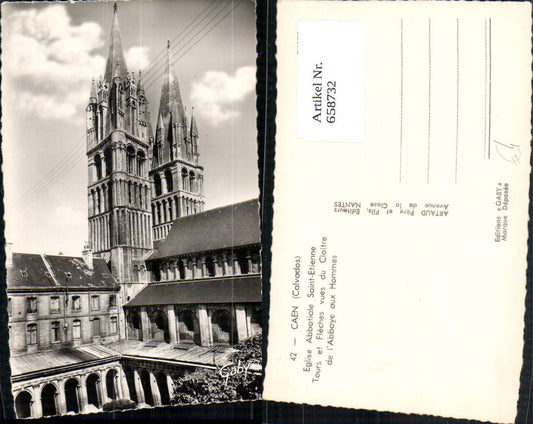 Gaby
Artikel Nr.
658732
42 — CAEN (Calvados)
Eglise Abbatiale Saint-Etienne
Tours et Flèches vues du Cloître
de l'Abbaye aux Hommes
ARTAUD Père et Fils, Editeurs
Avenue de la Close NANTES
Editions «GABY»
Marque Déposée